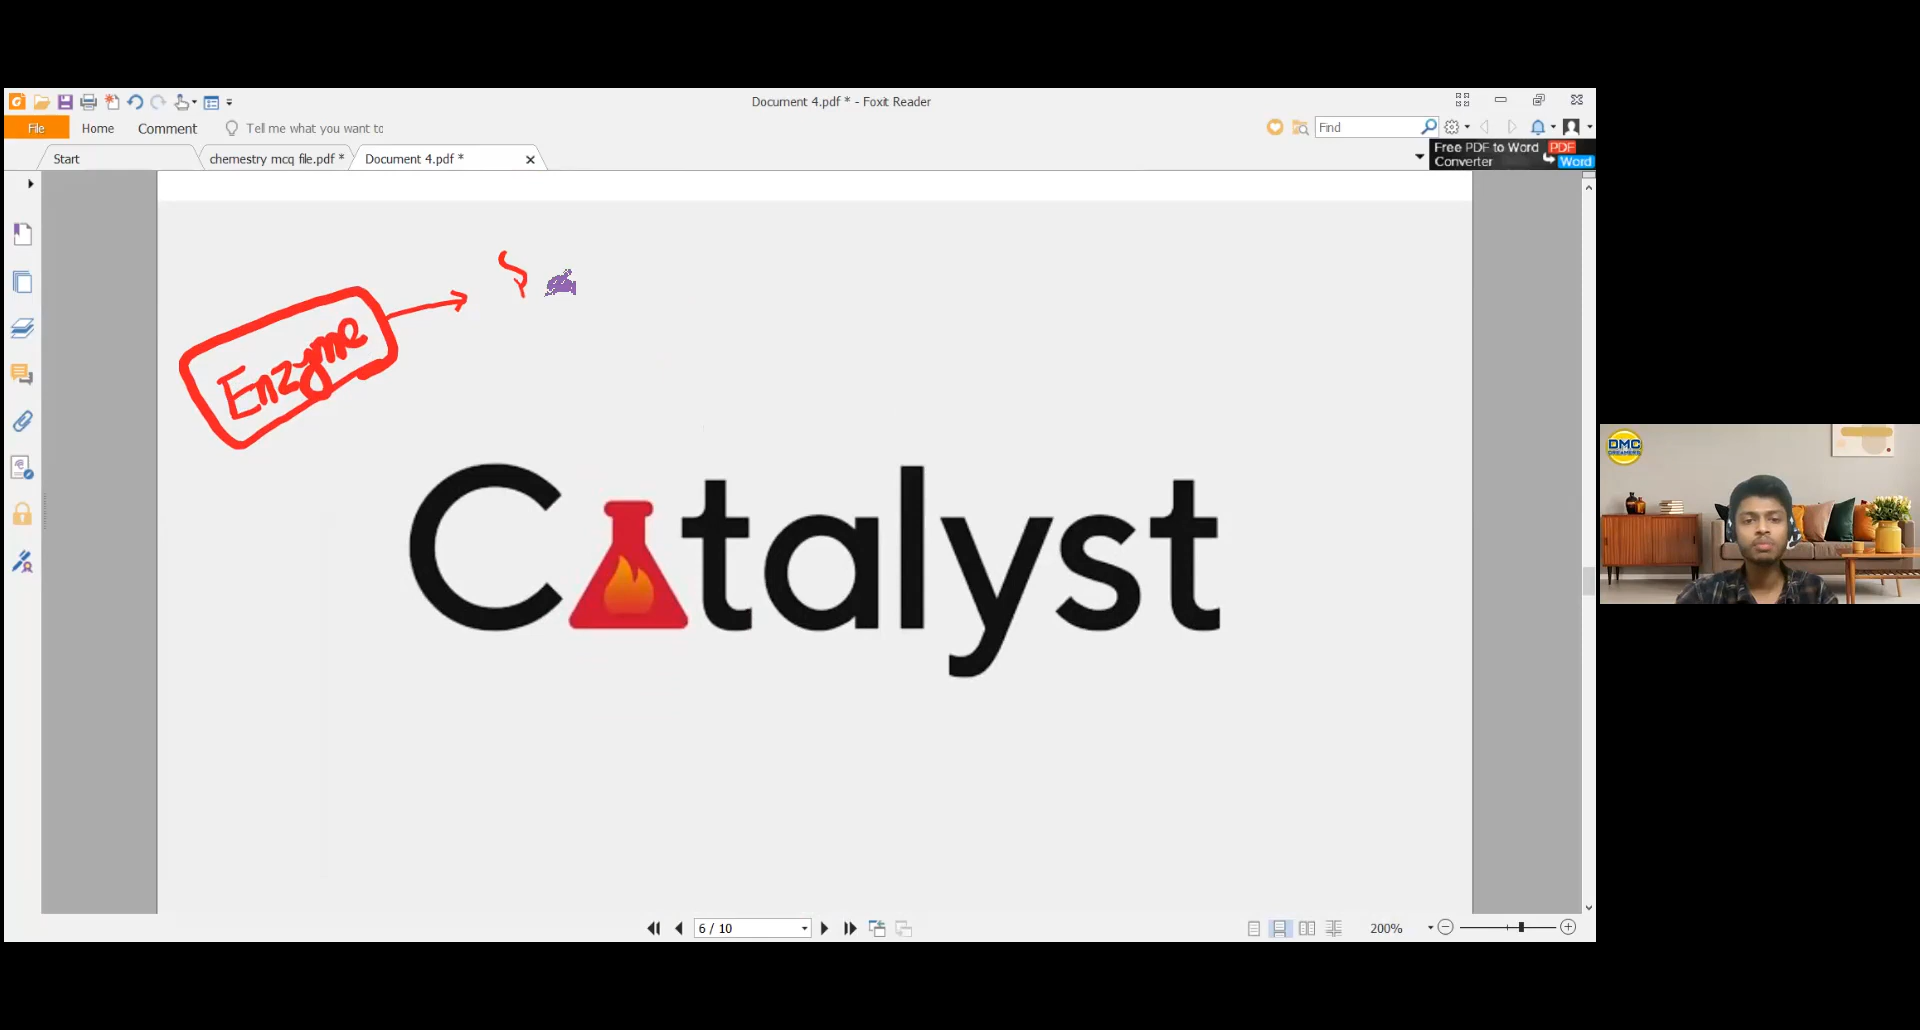 Document 4.pdf * - Foxit Reader
File Home Comment Tell me what you want to
Find
Start chemestry mcq file.pdf * Document 4.pdf *
Free PDF to Word PDF
Converter Word
Enzyme
Catalyst
DMC
DREAMERS
6 / 10
200%